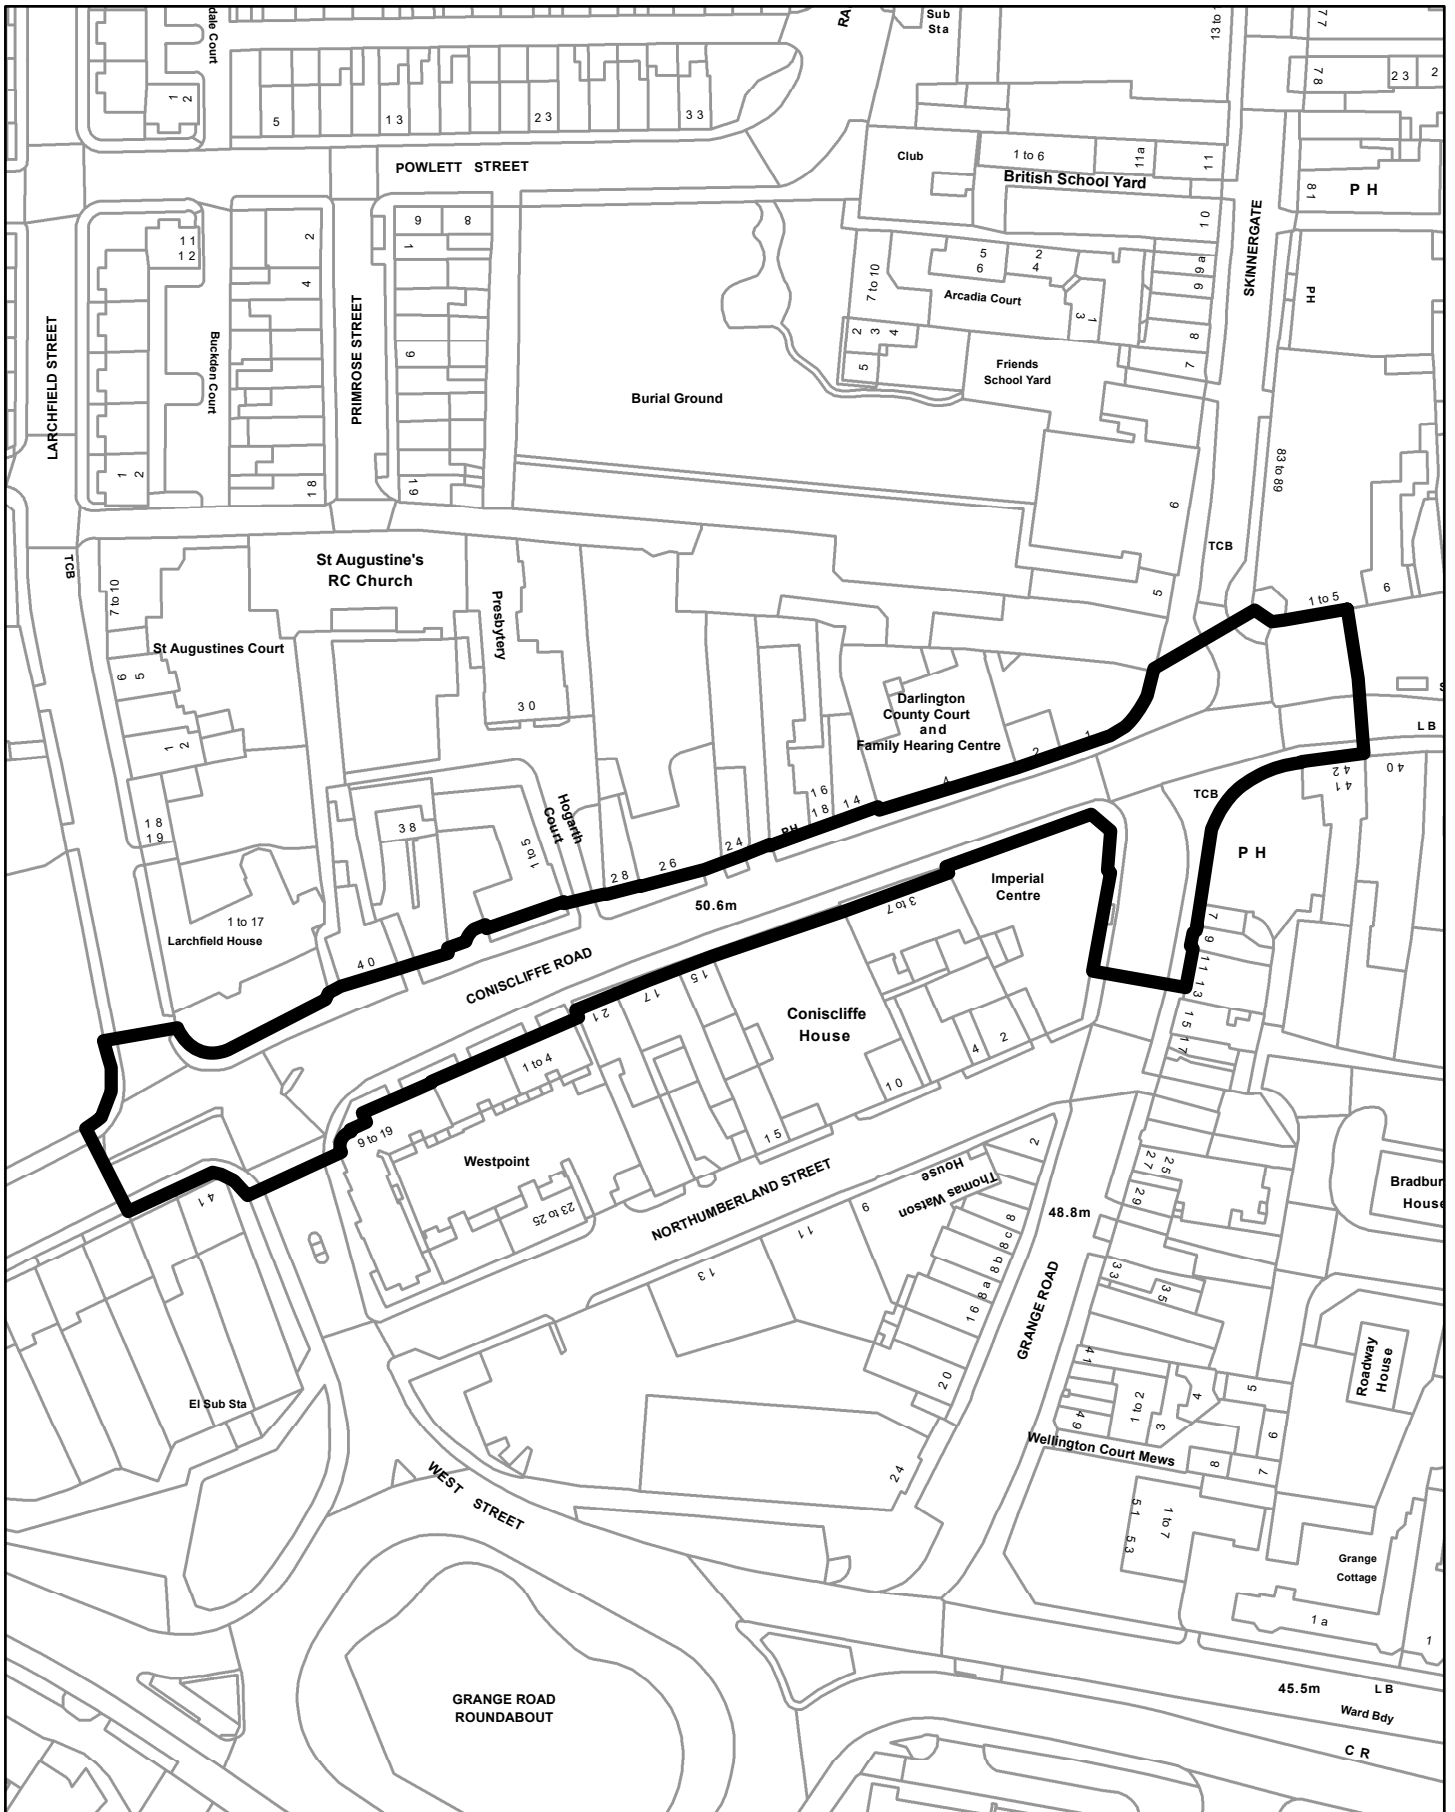 dale Court
1
2
5
13
23
33
RA
Sub
Sta
13 to
77
78
23
2
POWLETT STREET
Club
1 to 6
11a
11
British School Yard
10
81
PH
SKINNERGATE
PH
LARCHFIELD STREET
11
12
Buckden Court
2
4
18
1
2
PRIMROSE STREET
9
8
1
9
19
Burial Ground
7 to 10
5
6
2
4
Arcadia Court
1
3
2
3
4
5
9a
9
8
7
Friends
School Yard
83 to 89
6
TCB
5
1 to 5
6
TCB
7 to 10
St Augustine's
RC Church
Presbytery
30
St Augustines Court
6
5
1
2
18
19
Darlington
County Court
and
Family Hearing Centre
2
1
4
16
18
14
PH
24
26
28
Hogarth
Court
1 to 5
38
40
1 to 17
Larchfield House
50.6m
CONISCLIFFE ROAD
LB
40
42
41
TCB
PH
Imperial
Centre
3 to 7
7
9
11
13
15
17
15
17
21
Coniscliffe
House
10
4
2
15
1 to 4
6 to 19
Westpoint
23 to 25
41
NORTHUMBERLAND STREET
Thomas Watson
House
2
9
11
13
8
8c
8b
8a
16
20
24
48.8m
GRANGE ROAD
25
27
29
33
35
41
49
Bradbur
House
Roadway
House
1 to 2
3
4
5
6
7
8
Wellington Court Mews
51
53
1 to 7
Grange
Cottage
1a
1
El Sub Sta
WEST STREET
GRANGE ROAD
ROUNDABOUT
45.5m
LB
Ward Bdy
CR